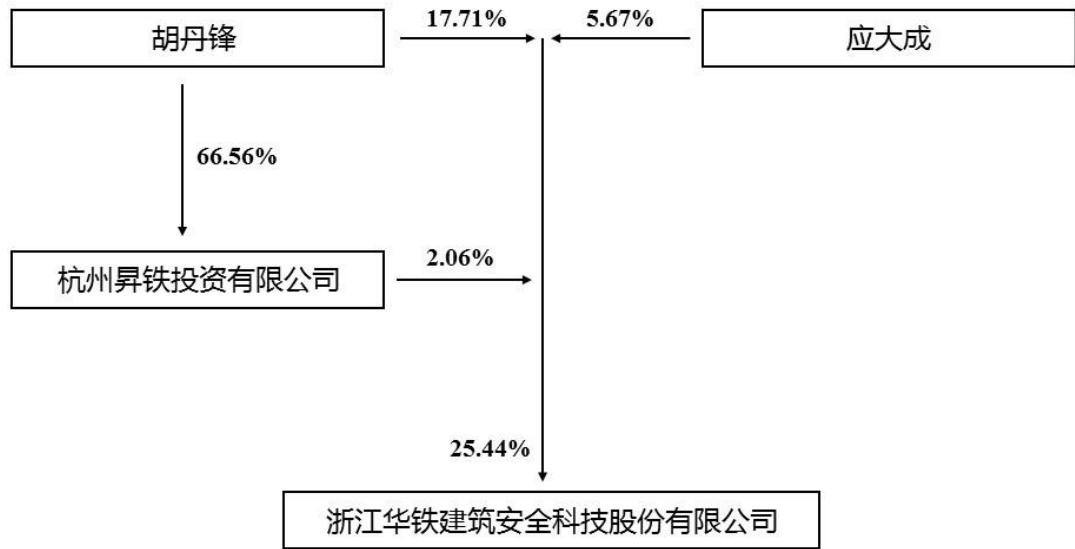 胡丹锋
17.71%
5.67%
应大成
66.56%
杭州昇铁投资有限公司
2.06%
25.44%
浙江华铁建筑安全科技股份有限公司